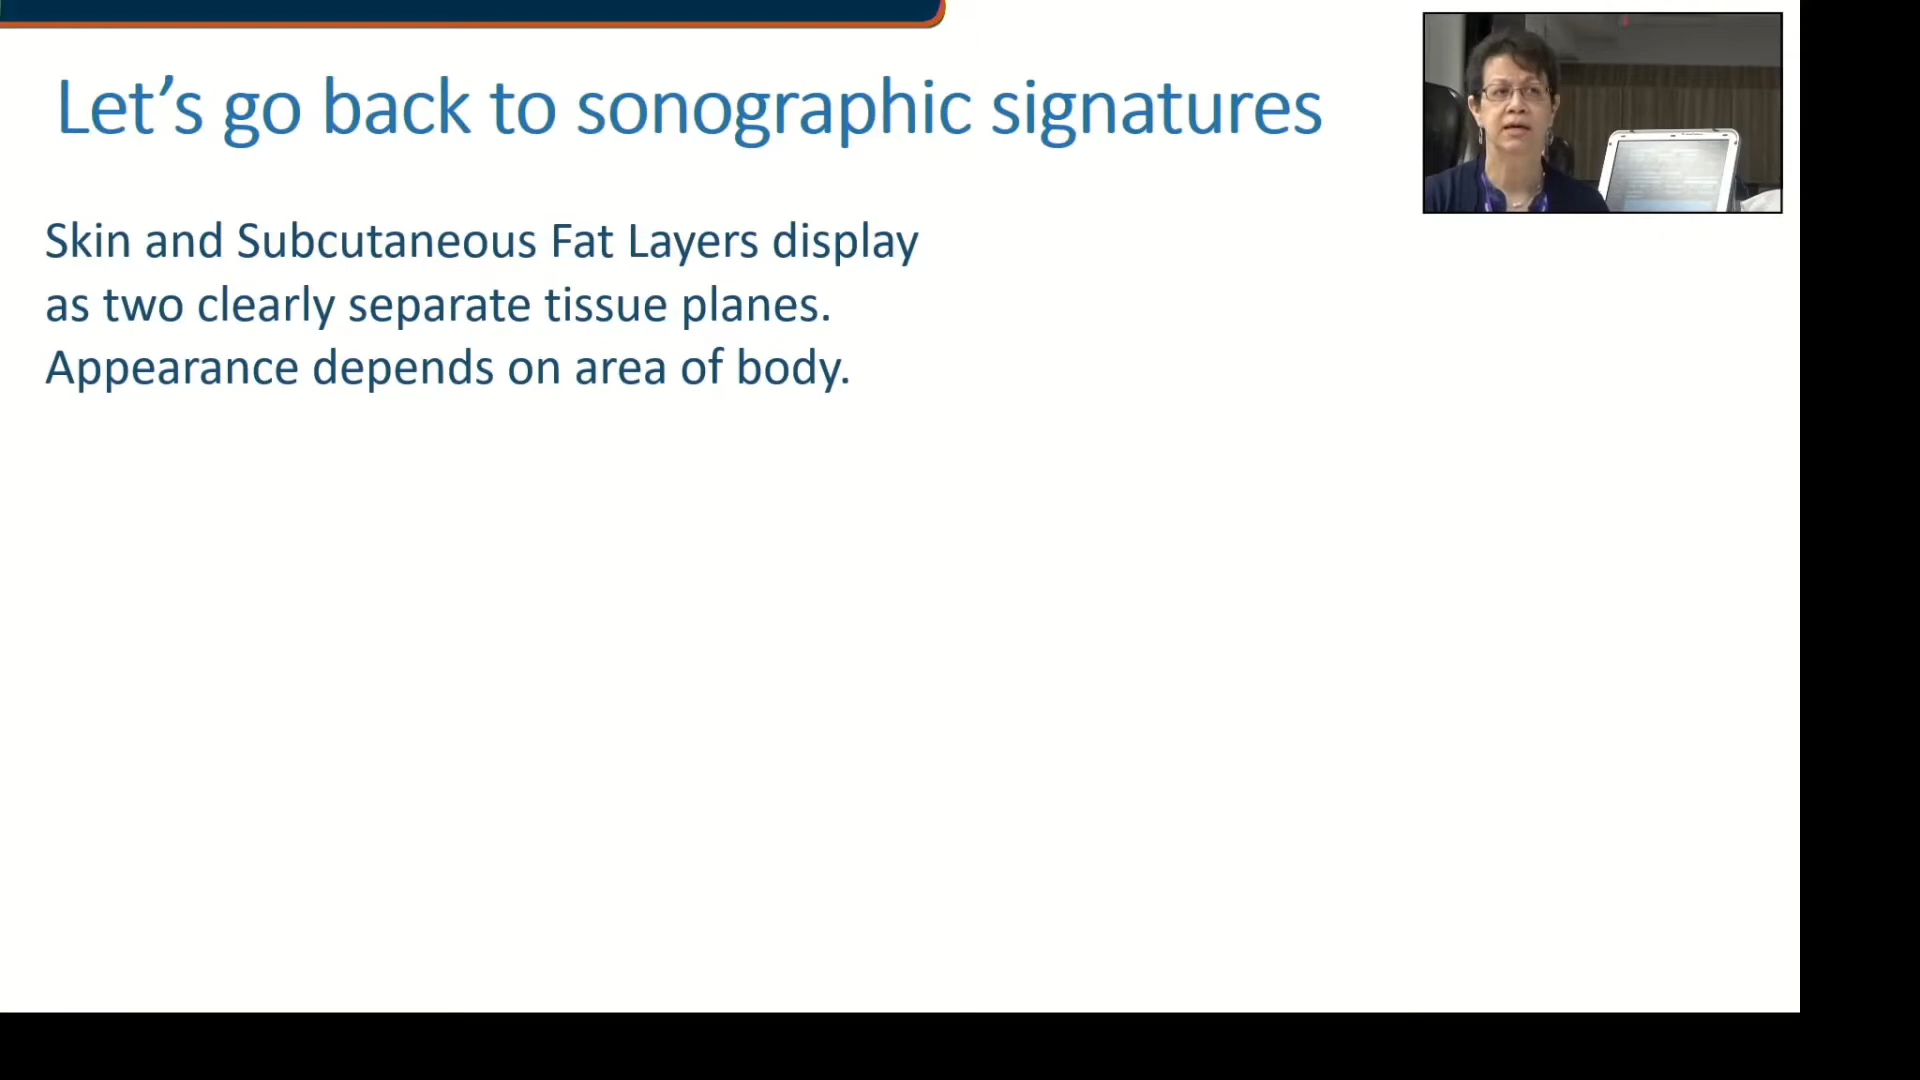 Let’s go back to sonographic signatures
Skin and Subcutaneous Fat Layers display
as two clearly separate tissue planes.
Appearance depends on area of body.